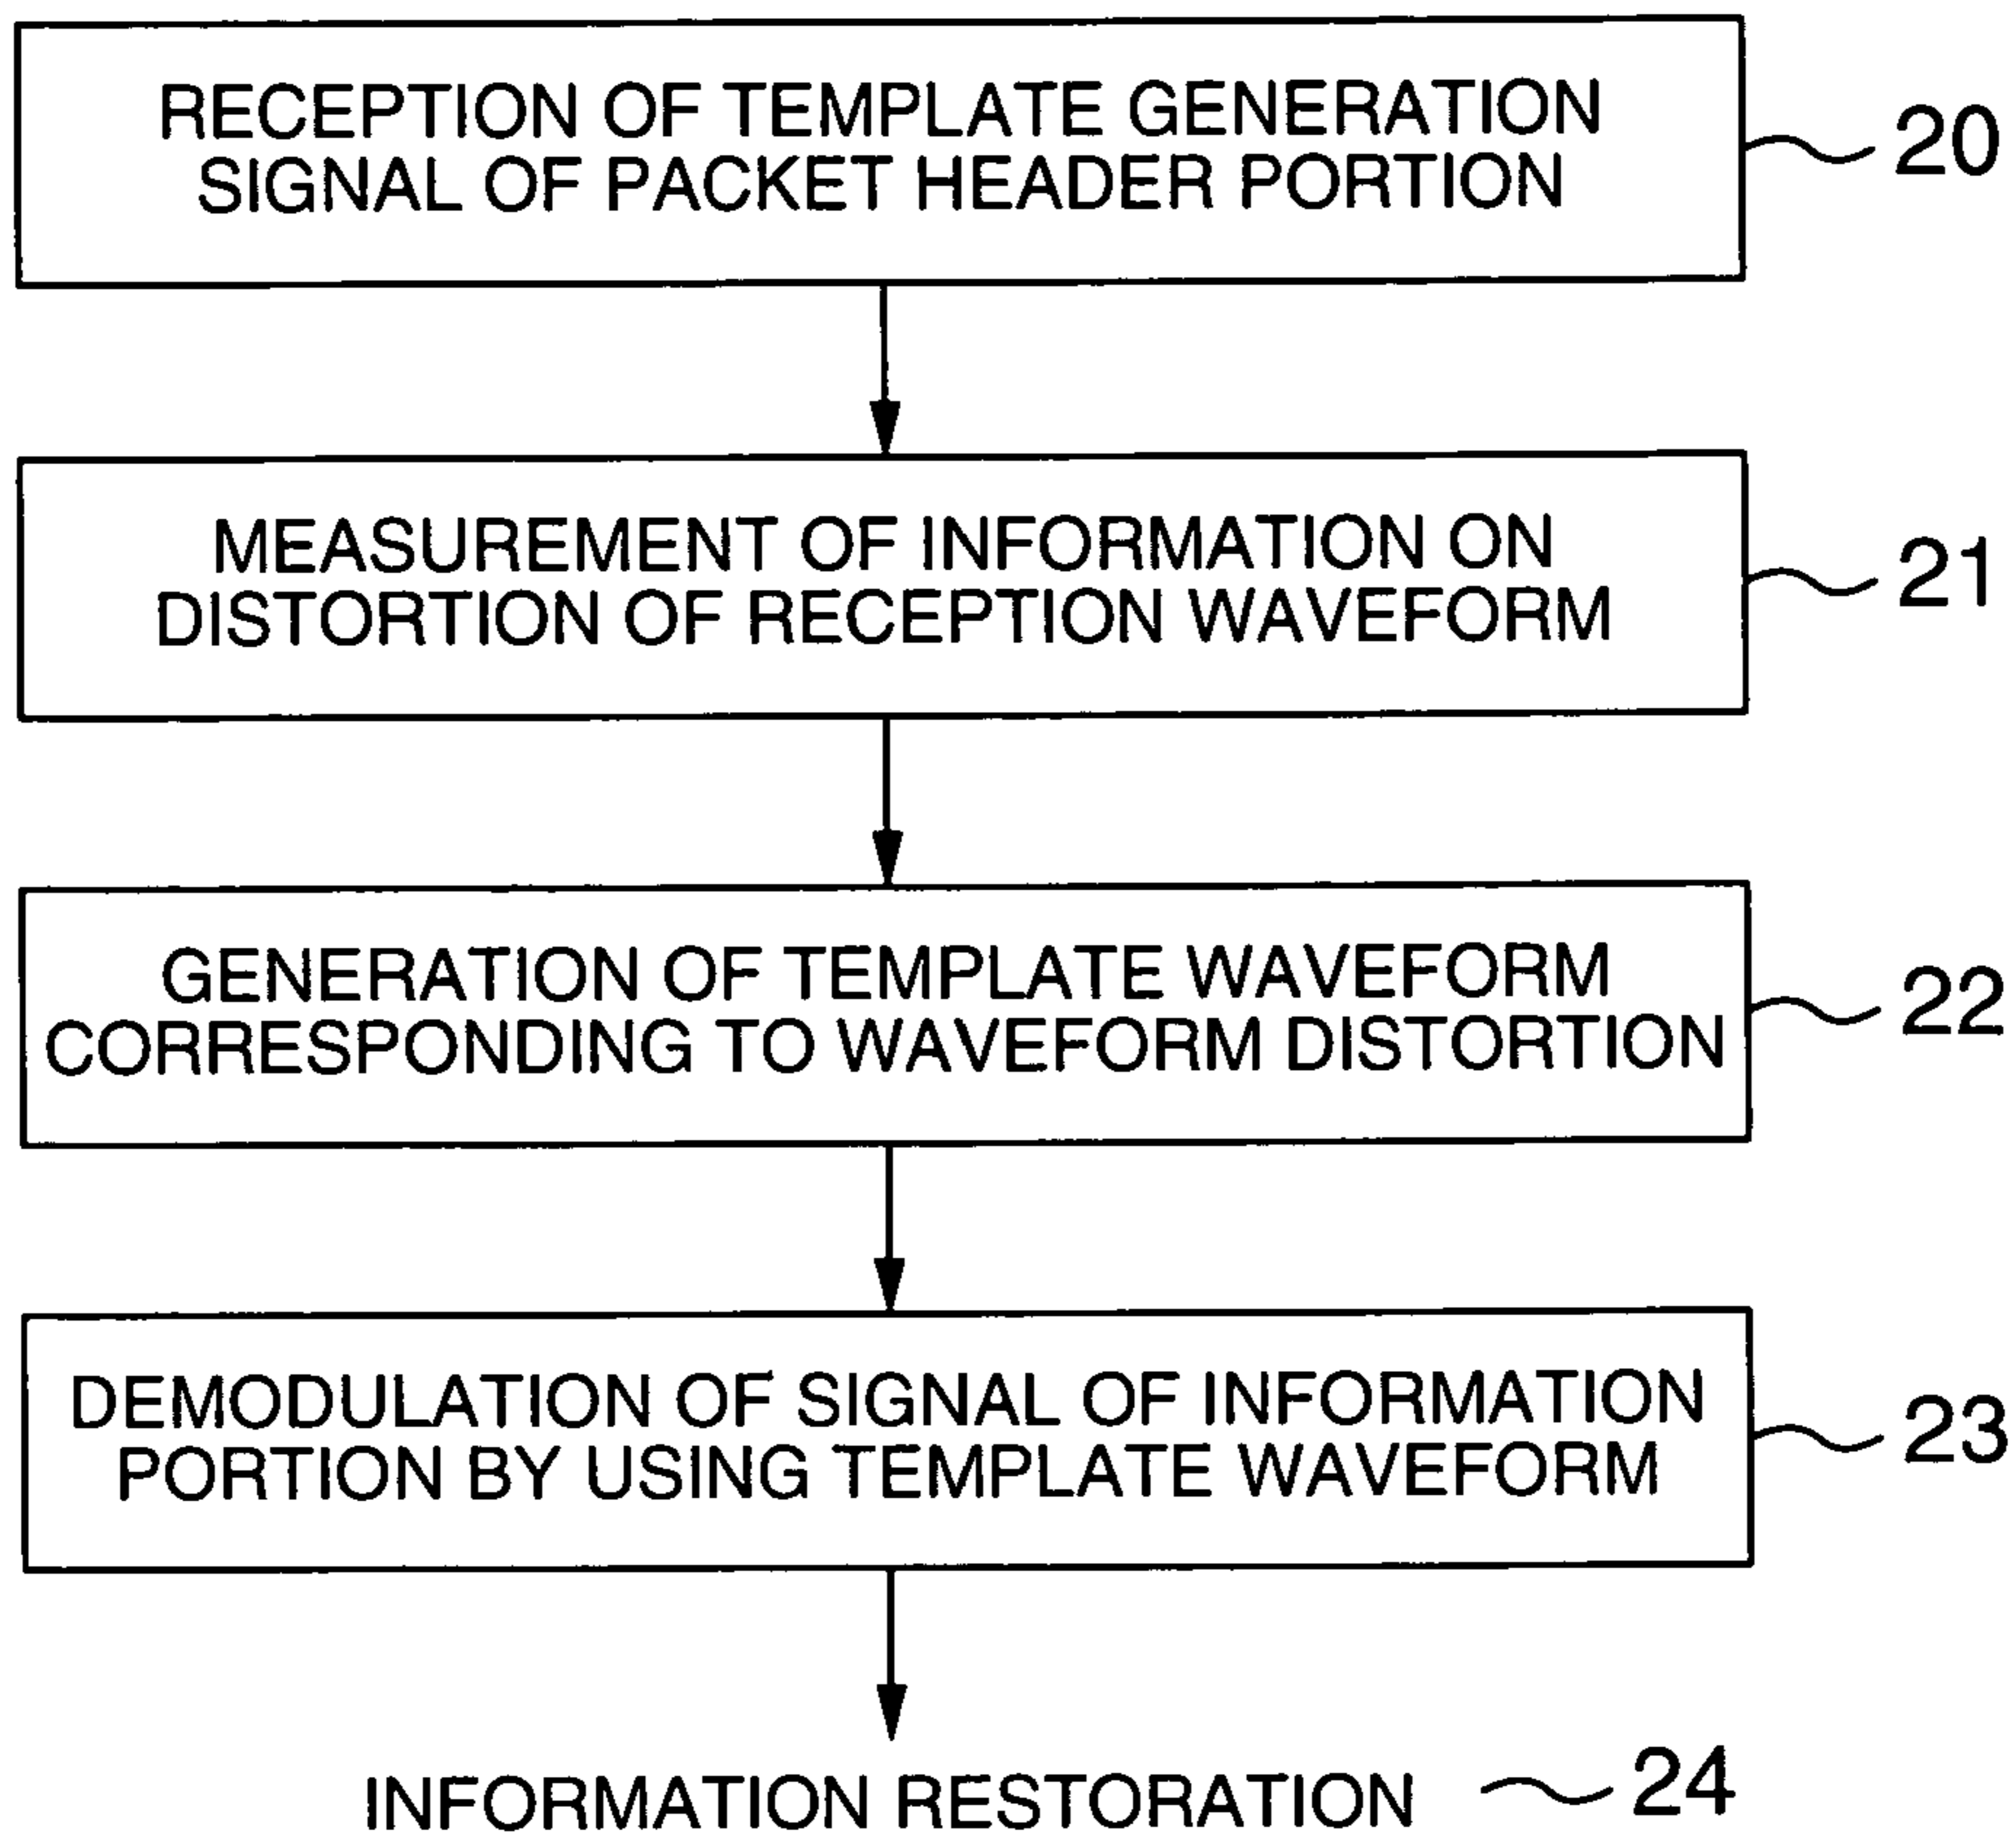 RECEPTION OF TEMPLATE GENERATION
SIGNAL OF PACKET HEADER PORTION
20
MEASUREMENT OF INFORMATION ON
DISTORTION OF RECEPTION WAVEFORM
21
GENERATION OF TEMPLATE WAVEFORM
CORRESPONDING TO WAVEFORM DISTORTION
22
DEMODULATION OF SIGNAL OF INFORMATION
PORTION BY USING TEMPLATE WAVEFORM
23
INFORMATION RESTORATION
24